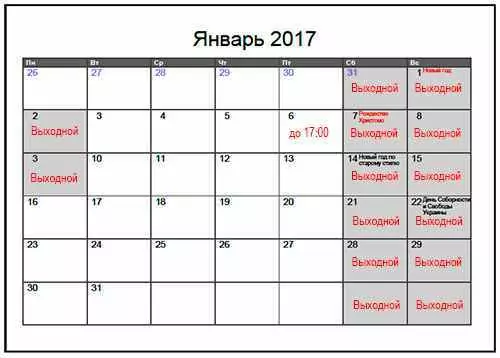 Январь 2017
Пн Вт Ср Чт Пт Сб Вс
26 27 28 29 30 31 1 Новый год
Выходной Выходной
2 3 4 5 6 7 Рождество Христово 8
Выходной до 17:00 Выходной Выходной
3 10 11 12 13 14 Новый год по старому стилю 15
Выходной Выходной Выходной
16 17 18 19 20 21 22 День Соборности и Свободы Украины
Выходной Выходной
23 24 25 26 27 28 29
Выходной Выходной
30 31
Выходной Выходной